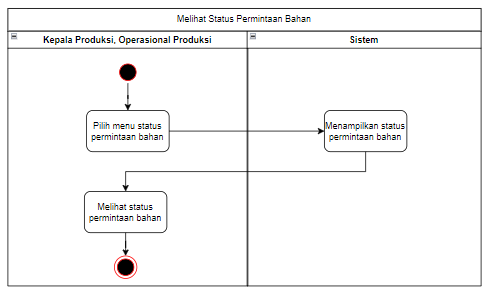 Melihat Status Permintaan Bahan
Kepala Produksi, Operasional Produksi
Sistem
Pilih menu status
permintaan bahan
Menampilkan status
permintaan bahan
Melihat status
permintaan bahan